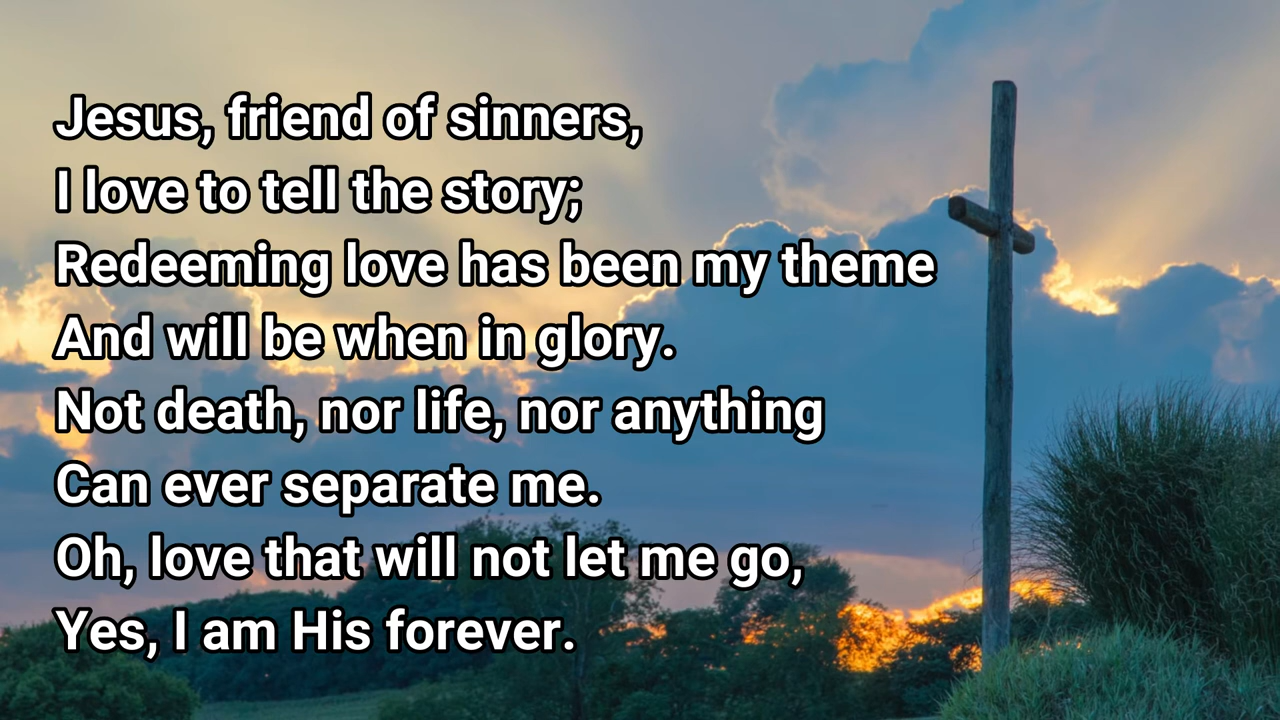 Jesus, friend of sinners,
I love to tell the story;
Redeeming love has been my theme
And will be when in glory.
Not death, nor life, nor anything
Can ever separate me.
Oh, love that will not let me go,
Yes, I am His forever.